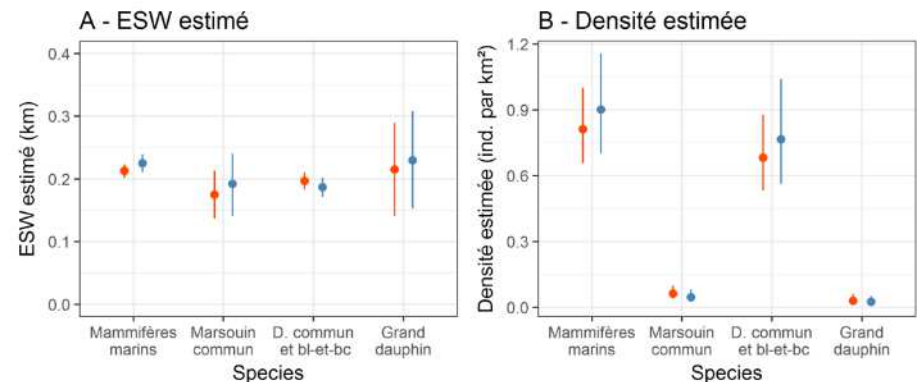 A - ESW estimé
ESW estimé (km)
0.4
0.3
0.2
0.1
0.0
Mammifères
marins
Marsouin
commun
D. commun
et bl-et-bc
Grand
dauphin
Species
B - Densité estimée
Densité estimée (ind. par km²)
1.2
0.9
0.6
0.3
0.0
Mammifères
marins
Marsouin
commun
D. commun
et bl-et-bc
Grand
dauphin
Species